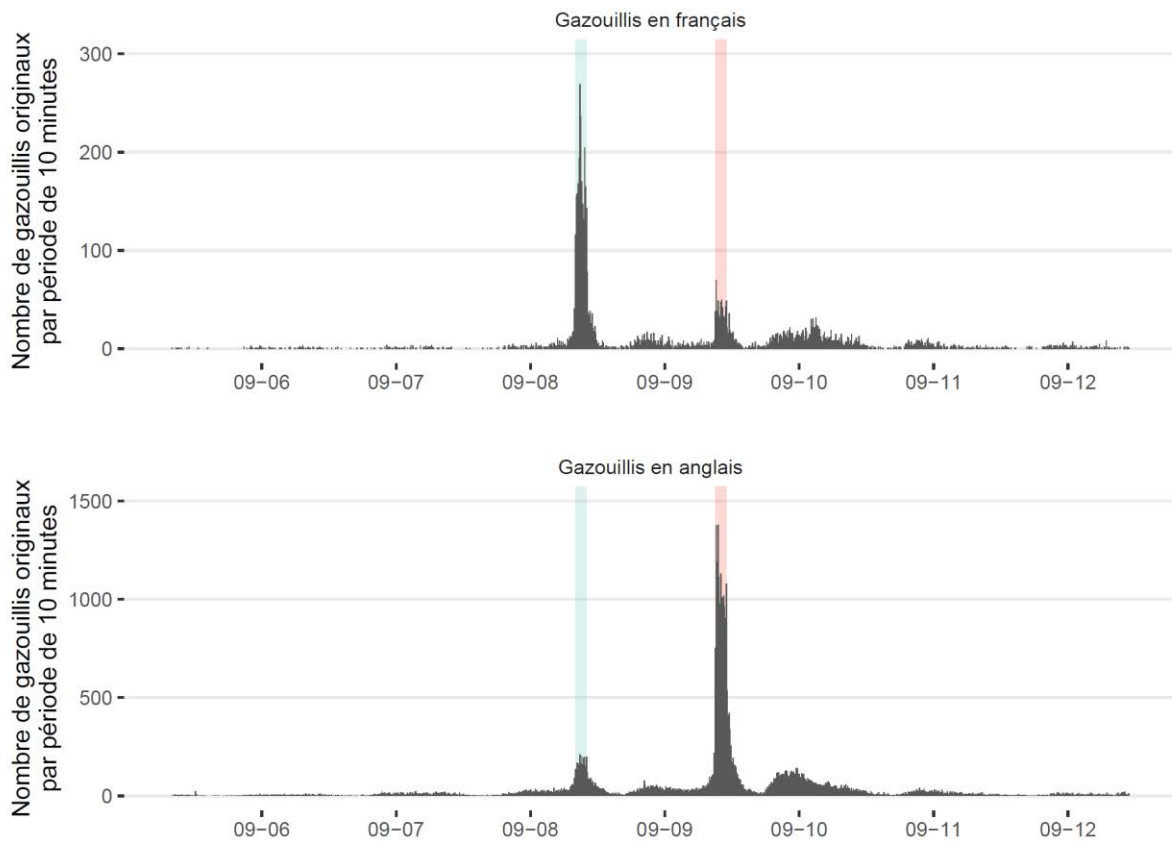 Gazouillis en français
Nombre de gazouillis originaux
par période de 10 minutes
300
200
100
0
09−06 09−07 09−08 09−09 09−10 09−11 09−12
Gazouillis en anglais
Nombre de gazouillis originaux
par période de 10 minutes
1500
1000
500
0
09−06 09−07 09−08 09−09 09−10 09−11 09−12